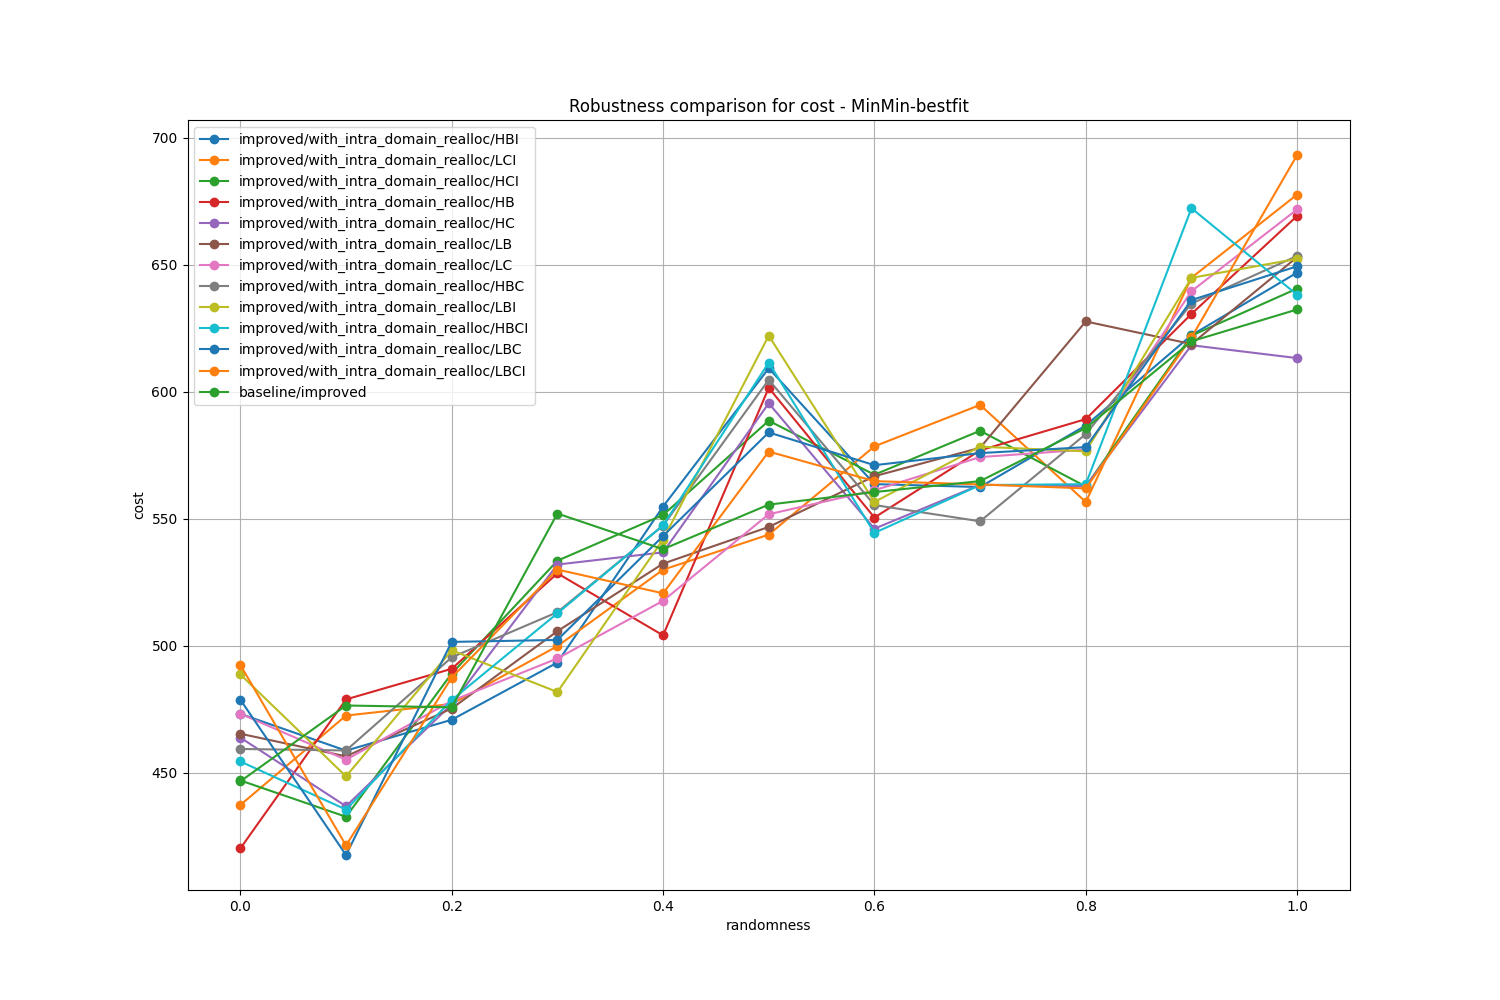 Robustness comparison for cost - MinMin-bestfit
700
650
600
550
500
450
cost
improved/with_intra_domain_realloc/HBI
improved/with_intra_domain_realloc/LCI
improved/with_intra_domain_realloc/HCI
improved/with_intra_domain_realloc/HB
improved/with_intra_domain_realloc/HC
improved/with_intra_domain_realloc/LB
improved/with_intra_domain_realloc/LC
improved/with_intra_domain_realloc/HBC
improved/with_intra_domain_realloc/LBI
improved/with_intra_domain_realloc/HBCI
improved/with_intra_domain_realloc/LBC
improved/with_intra_domain_realloc/LBCI
baseline/improved
0.0 0.2 0.4 0.6 0.8 1.0
randomness